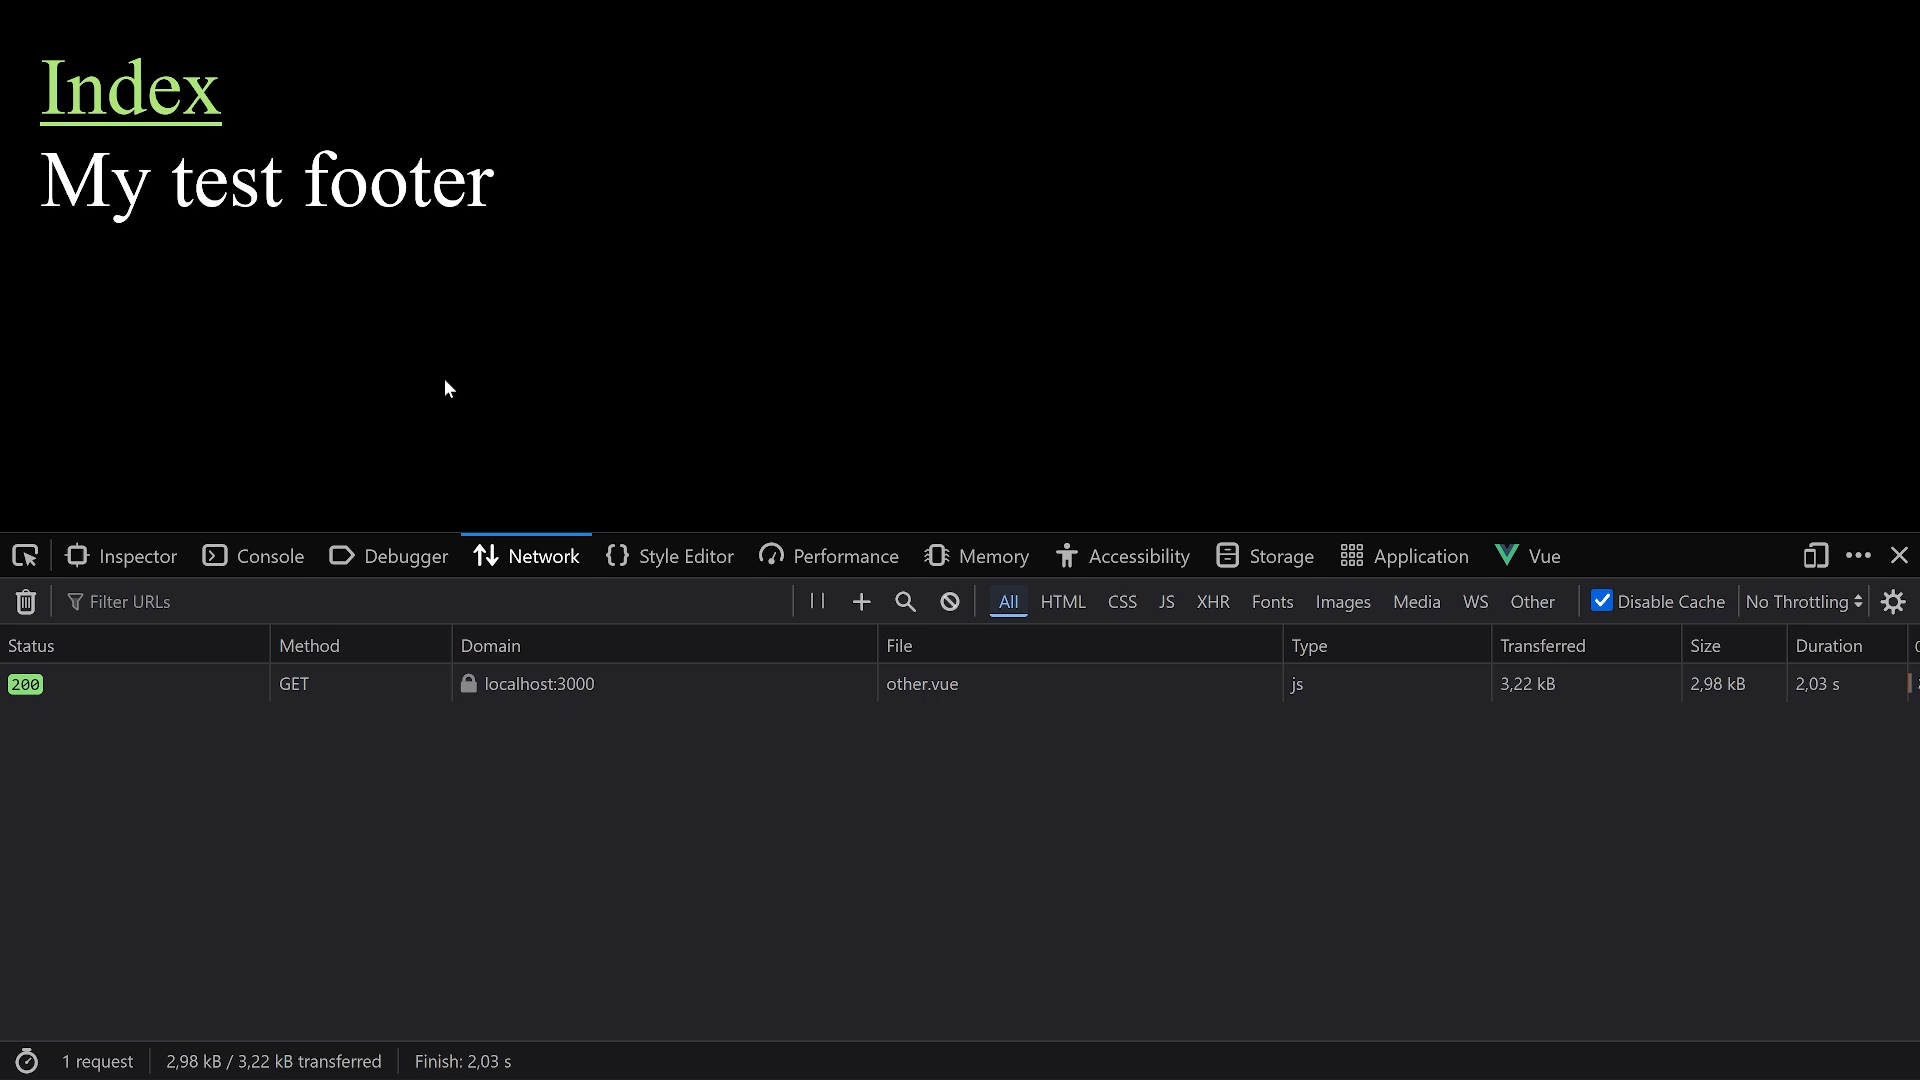 Index
My test footer
Inspector Console Debugger Network Style Editor Performance Memory Accessibility Storage Application Vue
Filter URLs All HTML CSS JS XHR Fonts Images Media WS Other Disable Cache No Throttling
Status Method Domain File Type Transferred Size Duration
200 GET localhost:3000 other.vue js 3,22 kB 2,98 kB 2,03 s
1 request 2,98 kB / 3,22 kB transferred Finish: 2,03 s